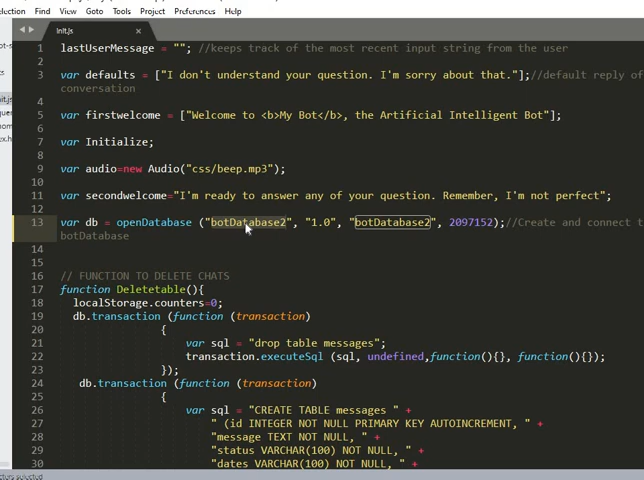 election Find View Goto Tools Project Preferences Help
Init.js ×
1 lastUserMessage = ""; //keeps track of the most recent input string from the user
2
3 var defaults = ["I don't understand your question. I'm sorry about that."];//default reply of
conversation
4
5 var firstwelcome = ["Welcome to <b>My Bot</b>, the Artificial Intelligent Bot"];
6
7 var Initialize;
8
9 var audio=new Audio("css/beep.mp3");
10
11 var secondwelcome="I'm ready to answer any of your question. Remember, I'm not perfect";
12
13 var db = openDatabase ("botDatabase2", "1.0", "botDatabase2", 2097152);//Create and connect t
botDatabase
14
15
16 // FUNCTION TO DELETE CHATS
17 function Deletetable(){
18 localStorage.counters=0;
19 db.transaction (function (transaction)
20 {
21 var sql = "drop table messages";
22 transaction.executeSql (sql, undefined,function(){}, function(){});
23 });
24 db.transaction (function (transaction)
25 {
26 var sql = "CREATE TABLE messages " +
27 " (id INTEGER NOT NULL PRIMARY KEY AUTOINCREMENT, " +
28 "message TEXT NOT NULL, " +
29 "status VARCHAR(100) NOT NULL, " +
30 "dates VARCHAR(100) NOT NULL, " +